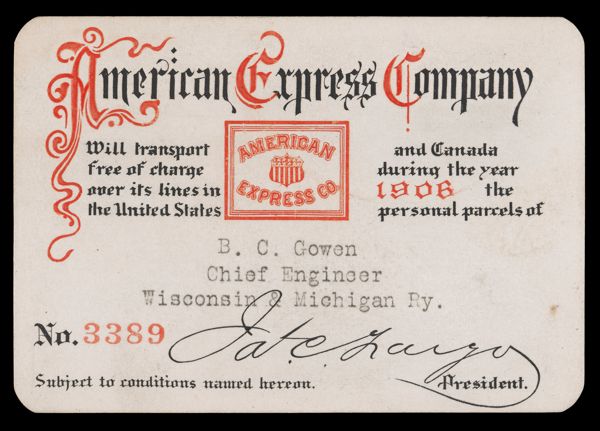 American Express Company
Will transport
free of charge
over its lines in
the United States
AMERICAN
EXPRESS CO.
and Canada
during the year
1906 the
personal parcels of
B. C. Gowen
Chief Engineer
Wisconsin & Michigan Ry.
No. 3389
Jas. C. Fargo
Subject to conditions named hereon.
President.